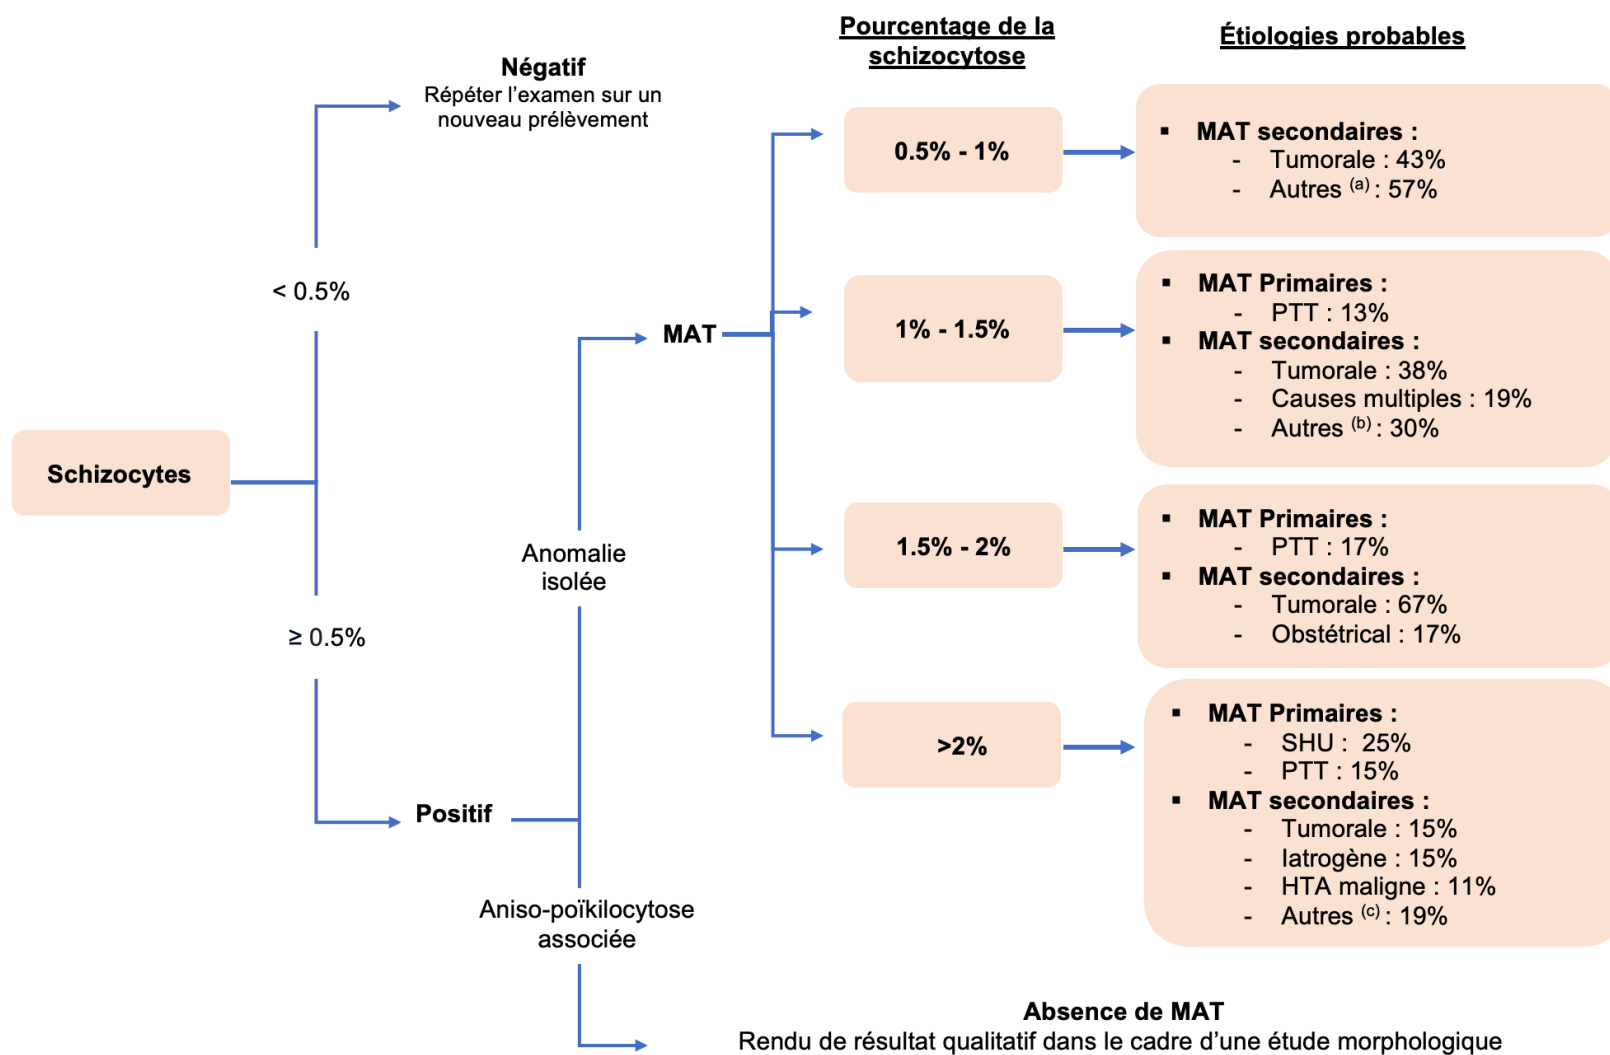 Pourcentage de la
schizocytose
Étiologies probables
Négatif
Répéter l’examen sur un
nouveau prélèvement
0.5% - 1%
▪ MAT secondaires :
- Tumorale : 43%
- Autres (a) : 57%
< 0.5%
MAT
1% - 1.5%
▪ MAT Primaires :
- PTT : 13%
▪ MAT secondaires :
- Tumorale : 38%
- Causes multiples : 19%
- Autres (b) : 30%
Schizocytes
Anomalie
isolée
1.5% - 2%
▪ MAT Primaires :
- PTT : 17%
▪ MAT secondaires :
- Tumorale : 67%
- Obstétrical : 17%
≥ 0.5%
>2%
▪ MAT Primaires :
- SHU : 25%
- PTT : 15%
▪ MAT secondaires :
- Tumorale : 15%
- Iatrogène : 15%
- HTA maligne : 11%
- Autres (c) : 19%
Positif
Aniso-poïkilocytose
associée
Absence de MAT
Rendu de résultat qualitatif dans le cadre d’une étude morphologique